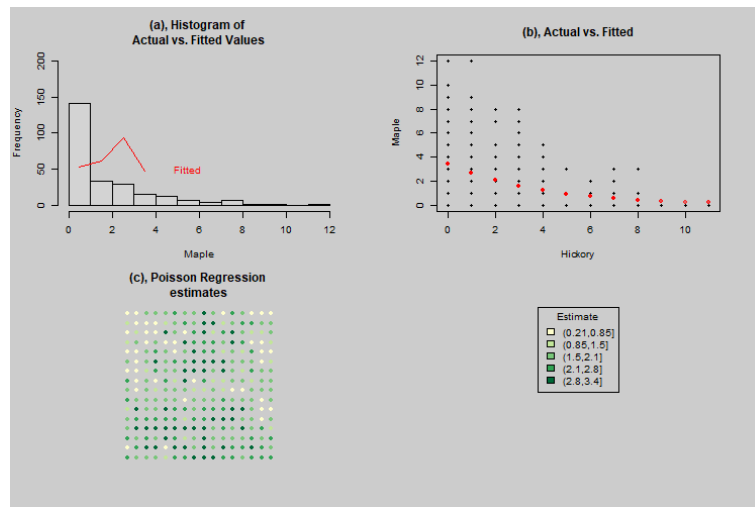 (a), Histogram of
Actual vs. Fitted Values
Frequency
200
150
100
50
0
Fitted
0 2 4 6 8 10 12
Maple
(b), Actual vs. Fitted
Maple
12
10
8
6
4
2
0
0 2 4 6 8 10
Hickory
(c), Poisson Regression
estimates
Estimate
(0.21,0.85]
(0.85,1.5]
(1.5,2.1]
(2.1,2.8]
(2.8,3.4]